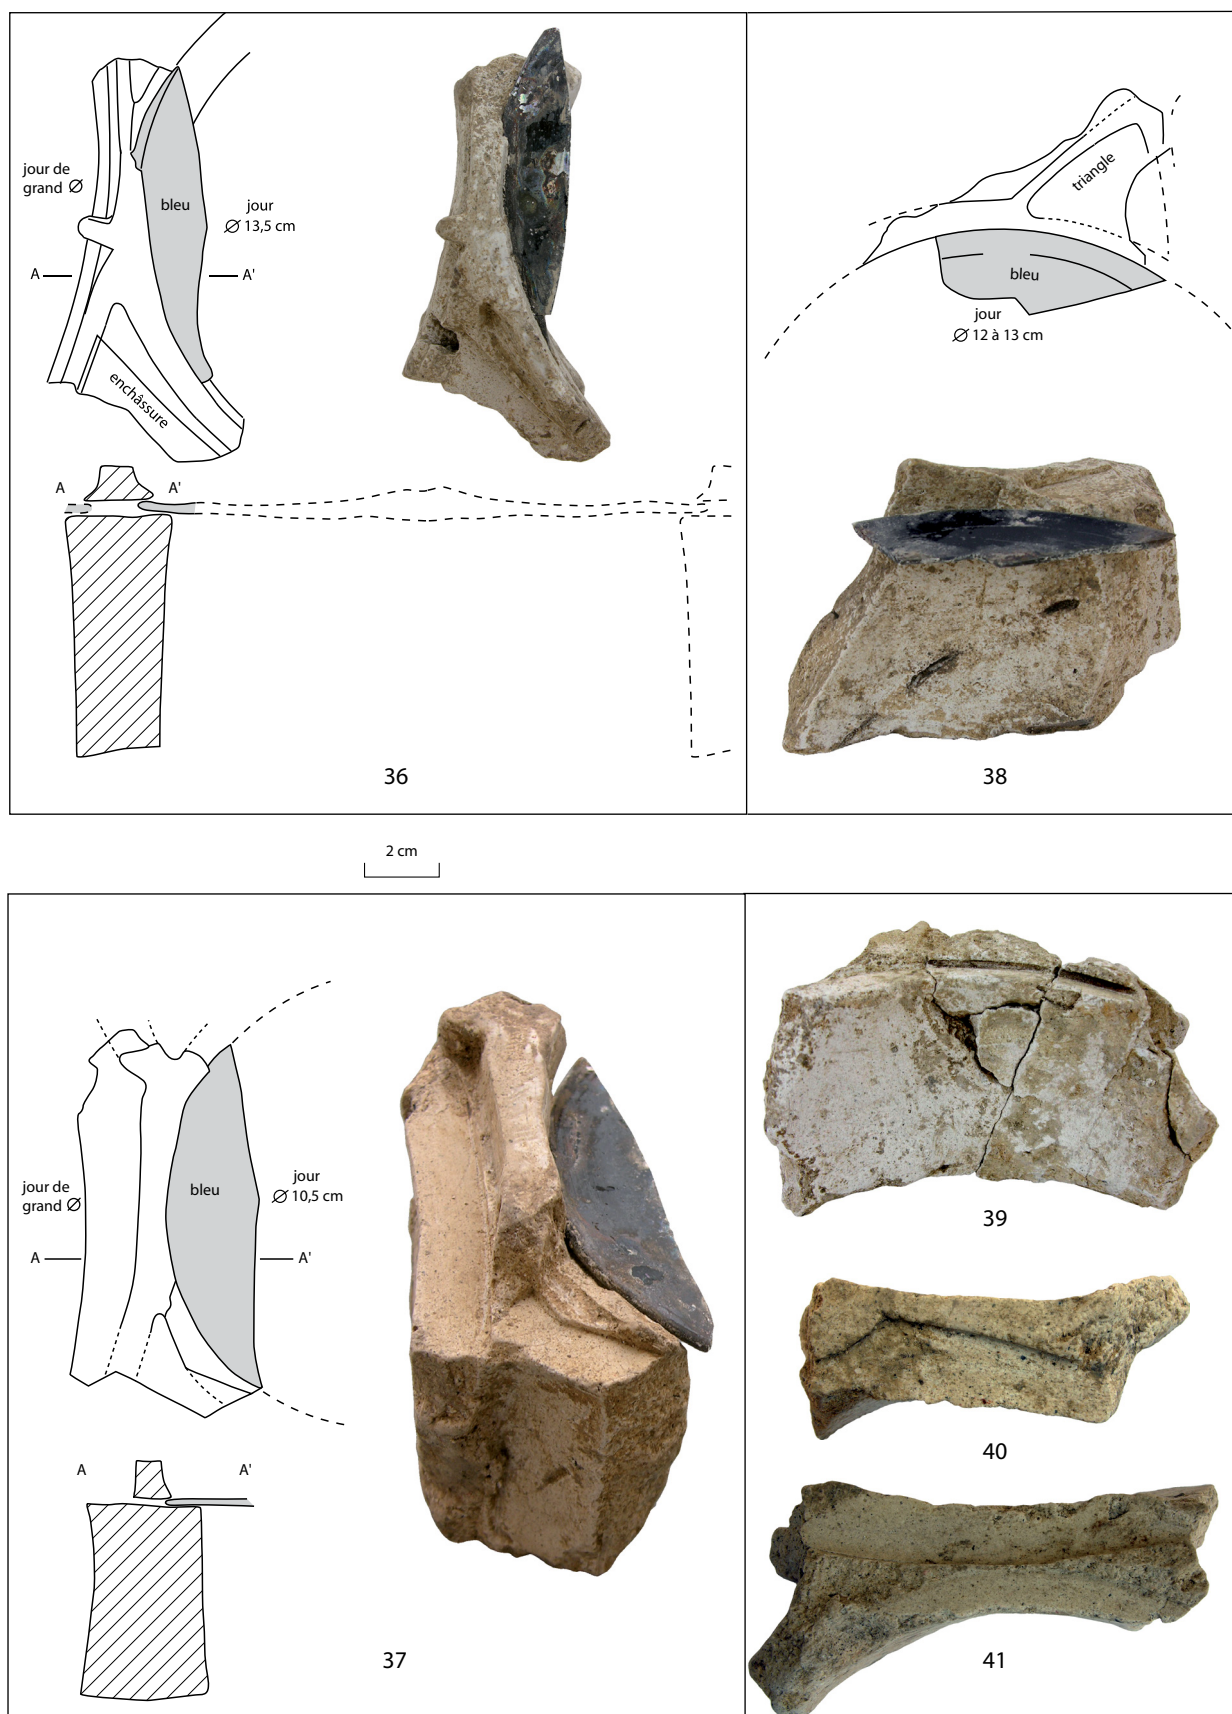 jour de
grand Ø
bleu
jour
Ø 13,5 cm
A
A'
enchâssure
A
A'
36
triangle
bleu
jour
Ø 12 à 13 cm
38
2 cm
jour de
grand Ø
bleu
jour
Ø 10,5 cm
A
A'
A
A'
37
39
40
41